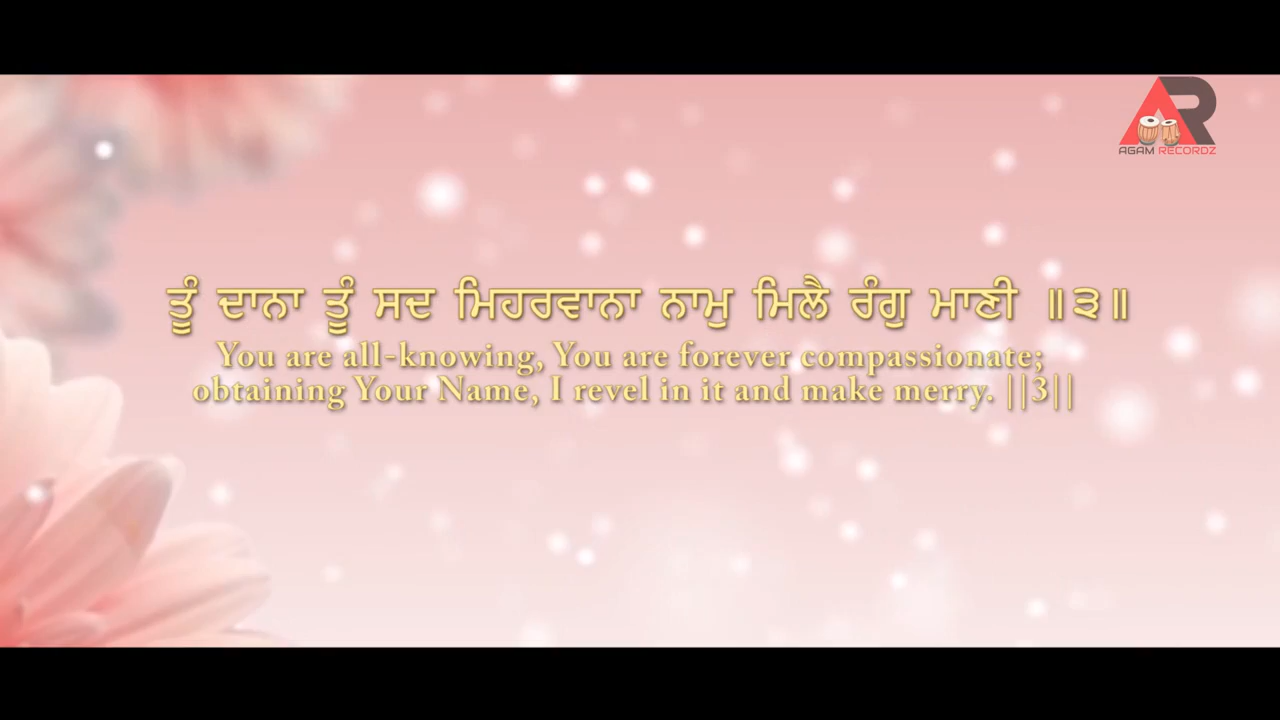 AR
AGAM RECORDZ
ਤੂੰ ਦਾਨਾ ਤੂੰ ਸਦ ਮਿਹਰਵਾਨਾ ਨਾਮੁ ਮਿਲੈ ਰੰਗੁ ਮਾਣੀ ॥੩॥
You are all-knowing, You are forever compassionate;
obtaining Your Name, I revel in it and make merry. ||3||